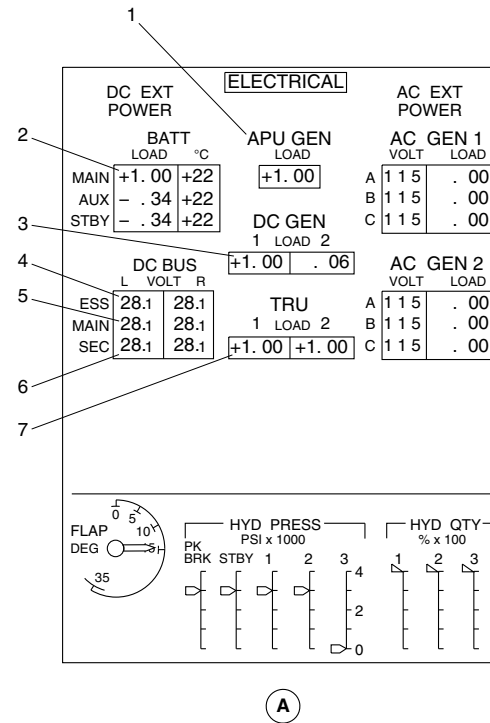 1
ELECTRICAL
DC EXT
POWER
AC EXT
POWER
2
BATT
LOAD °C
MAIN +1.00 +22
AUX - .34 +22
STBY - .34 +22
APU GEN
LOAD
+1.00
AC GEN 1
VOLT LOAD
A 115 .00
B 115 .00
C 115 .00
3
DC GEN
1 LOAD 2
+1.00 .06
4
5
6
DC BUS
L VOLT R
ESS 28.1 28.1
MAIN 28.1 28.1
SEC 28.1 28.1
7
TRU
1 LOAD 2
+1.00 +1.00
AC GEN 2
VOLT LOAD
A 115 .00
B 115 .00
C 115 .00
FLAP
DEG
0
5
10
15
35
HYD PRESS
PSI x 1000
PK
BRK STBY 1 2 3
4
2
0
HYD QTY
% x 100
1 2 3
A